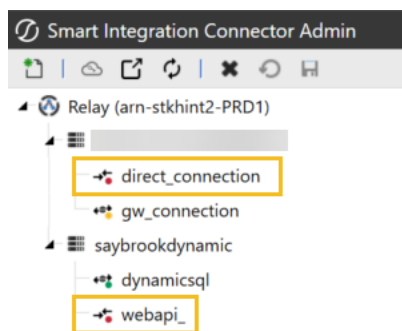 Smart Integration Connector Admin
Relay (arn-stkhint2-PRD1)
direct_connection
gw_connection
saybrookdynamic
dynamicsql
webapi_